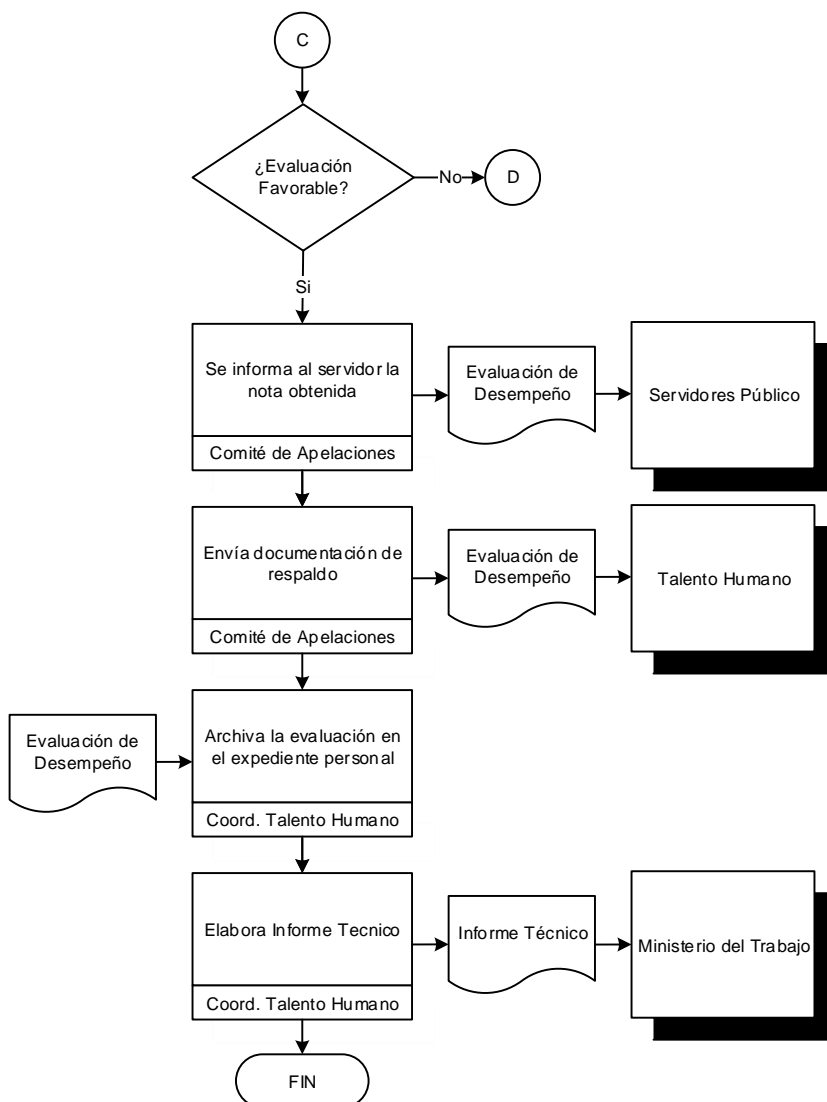 C
¿Evaluación
Favorable?
No
D
Si
Se informa al servidor la
nota obtenida
Comité de Apelaciones
Evaluación de
Desempeño
Servidores Público
Envía documentación de
respaldo
Comité de Apelaciones
Evaluación de
Desempeño
Talento Humano
Evaluación de
Desempeño
Archiva la evaluación en
el expediente personal
Coord. Talento Humano
Elabora Informe Tecnico
Coord. Talento Humano
Informe Técnico
Ministerio del Trabajo
FIN